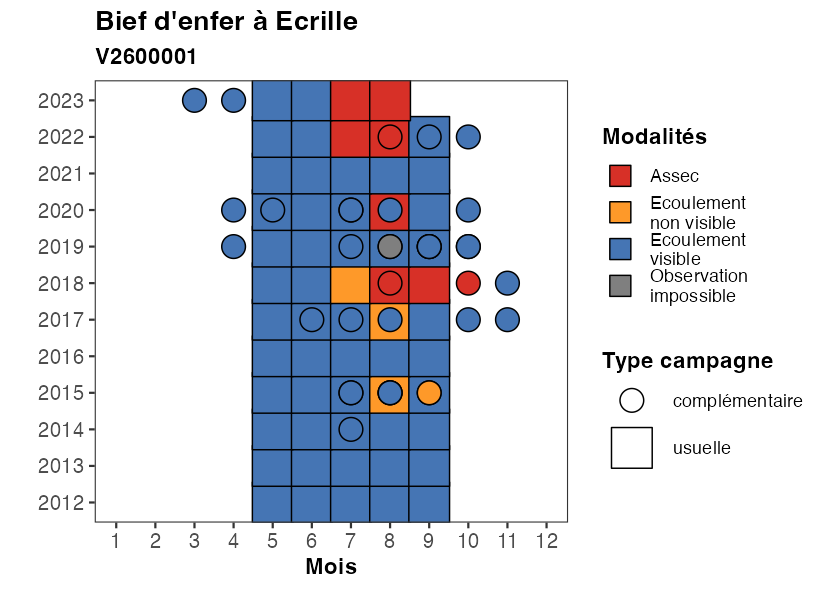 Bief d'enfer à Ecrille
V2600001
2023
2022
2021
2020
2019
2018
2017
2016
2015
2014
2013
2012
1 2 3 4 5 6 7 8 9 10 11 12
Mois
Modalités
Assec
Ecoulement
non visible
Ecoulement
visible
Observation
impossible
Type campagne
complémentaire
usuelle